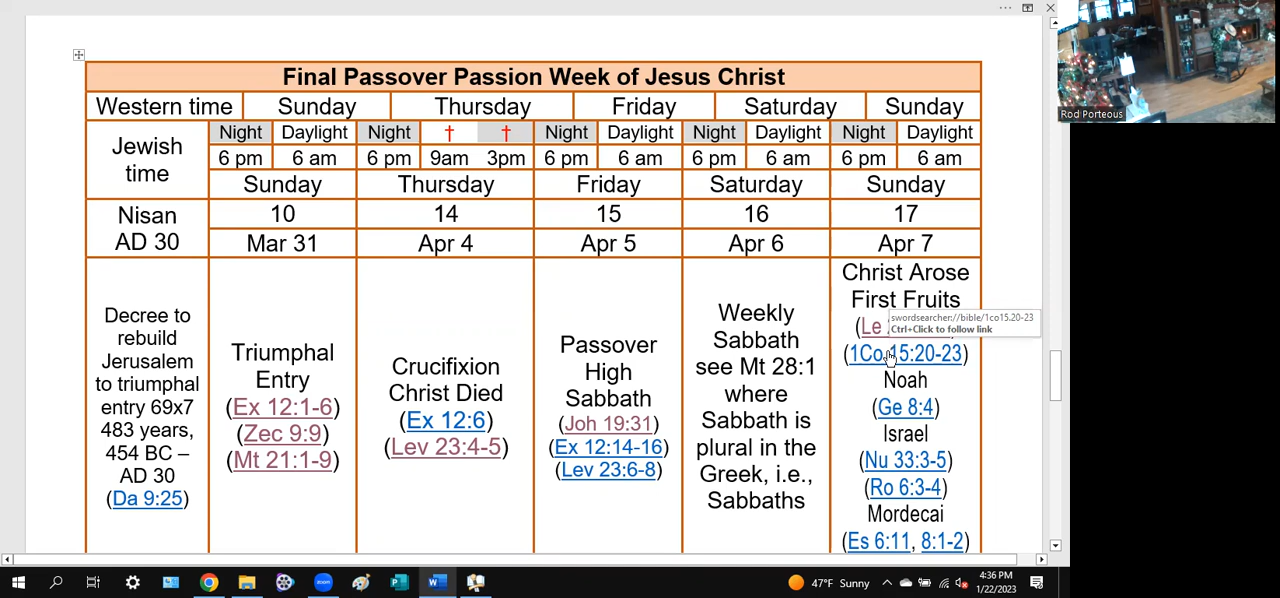 Final Passover Passion Week of Jesus Christ
Western time Sunday Thursday Friday Saturday Sunday
Jewish time
Night Daylight Night † † Night Daylight Night Daylight Night Daylight
6 pm 6 am 6 pm 9am 3pm 6 pm 6 am 6 pm 6 am 6 pm 6 am
Sunday Thursday Friday Saturday Sunday
Nisan 10 14 15 16 17
AD 30 Mar 31 Apr 4 Apr 5 Apr 6 Apr 7
Decree to
rebuild
Jerusalem
to triumphal
entry 69x7
483 years,
454 BC –
AD 30
(Da 9:25)
Triumphal
Entry
(Ex 12:1-6)
(Zec 9:9)
(Mt 21:1-9)
Crucifixion
Christ Died
(Ex 12:6)
(Lev 23:4-5)
Passover
High
Sabbath
(Joh 19:31)
(Ex 12:14-16)
(Lev 23:6-8)
Weekly
Sabbath
see Mt 28:1
where
Sabbath is
plural in the
Greek, i.e.,
Sabbaths
Christ Arose
First Fruits
(Le
swordsearcher://bible/1co15.20-23
Ctrl+Click to follow link
(1Co 15:20-23)
Noah
(Ge 8:4)
Israel
(Nu 33:3-5)
(Ro 6:3-4)
Mordecai
(Es 6:11, 8:1-2)
Rod Porteous
zoom
47°F Sunny
4:36 PM
1/22/2023